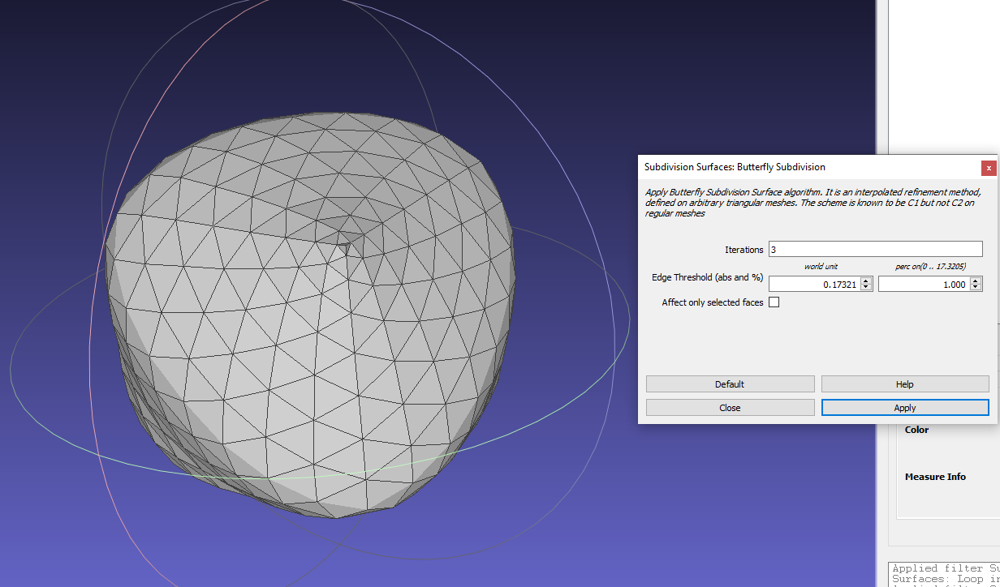 Subdivision Surfaces: Butterfly Subdivision
x
Apply Butterfly Subdivision Surface algorithm. It is an interpolated refinement method,
defined on arbitrary triangular meshes. The scheme is known to be C1 but not C2 on
regular meshes
Iterations 3
world unit perc on(0 .. 17.3205)
Edge Threshold (abs and %) 0.17321 1.000
Affect only selected faces
Default Help
Close Apply
Color
Measure Info
Applied filter Su
Surfaces: Loop in